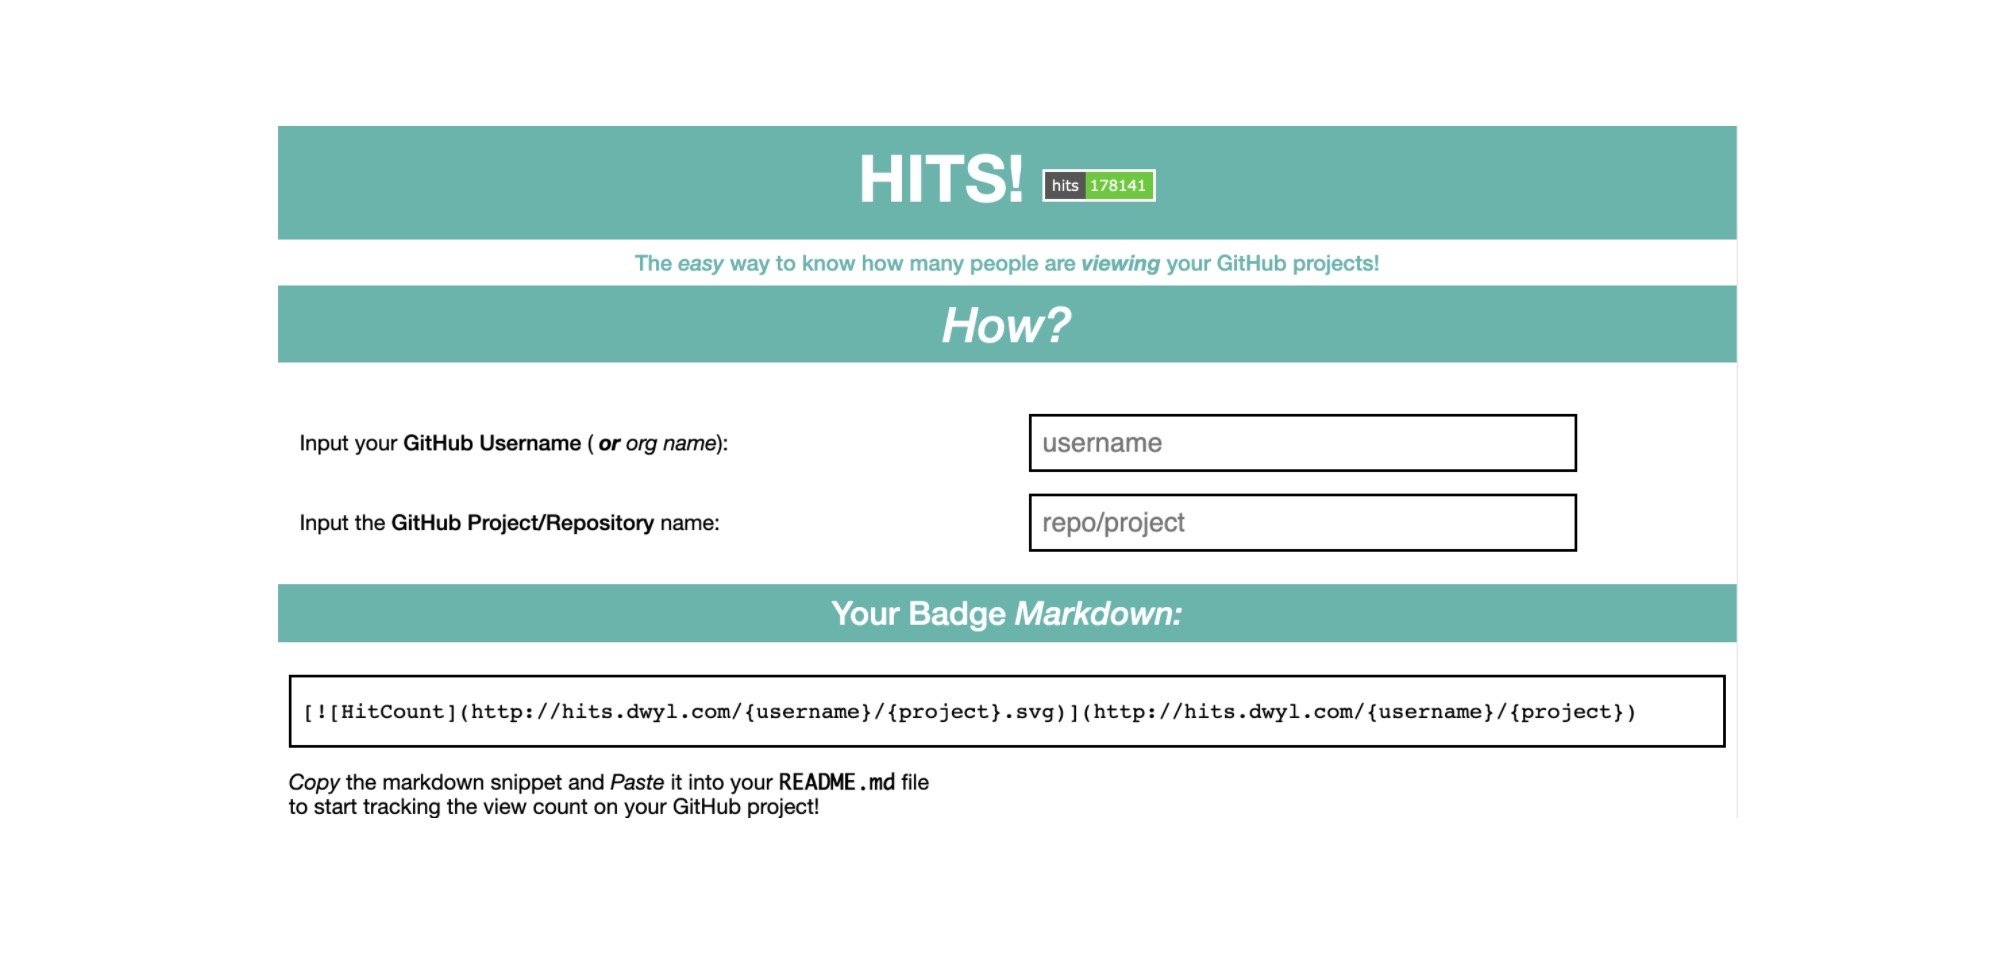 HITS! hits 178141
The easy way to know how many people are viewing your GitHub projects!
How?
Input your GitHub Username ( or org name): username
Input the GitHub Project/Repository name: repo/project
Your Badge Markdown:
[![HitCount](http://hits.dwyl.com/{username}/{project}.svg)](http://hits.dwyl.com/{username}/{project})
Copy the markdown snippet and Paste it into your README.md file
to start tracking the view count on your GitHub project!